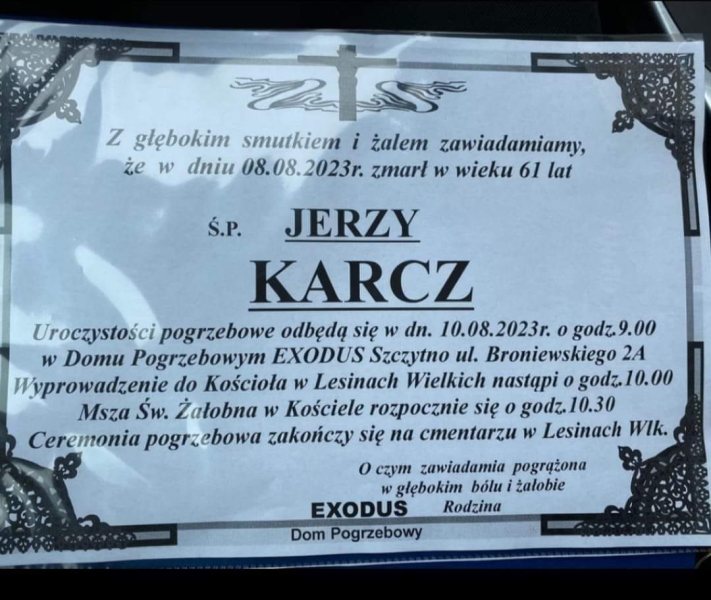 Z głębokim smutkiem i żalem zawiadamiamy,
że w dniu 08.08.2023r. zmarł w wieku 61 lat
Ś.P. JERZY
KARCZ
Uroczystości pogrzebowe odbędą się w dn. 10.08.2023r. o godz.9.00
w Domu Pogrzebowym EXODUS Szczytno ul. Broniewskiego 2A
Wyprowadzenie do Kościoła w Lesinach Wielkich nastąpi o godz.10.00
Msza Św. Żałobna w Kościele rozpocznie się o godz.10.30
Ceremonia pogrzebowa zakończy się na cmentarzu w Lesinach Wlk.
O czym zawiadamia pogrążona
w głębokim bólu i żałobie
Rodzina
EXODUS
Dom Pogrzebowy